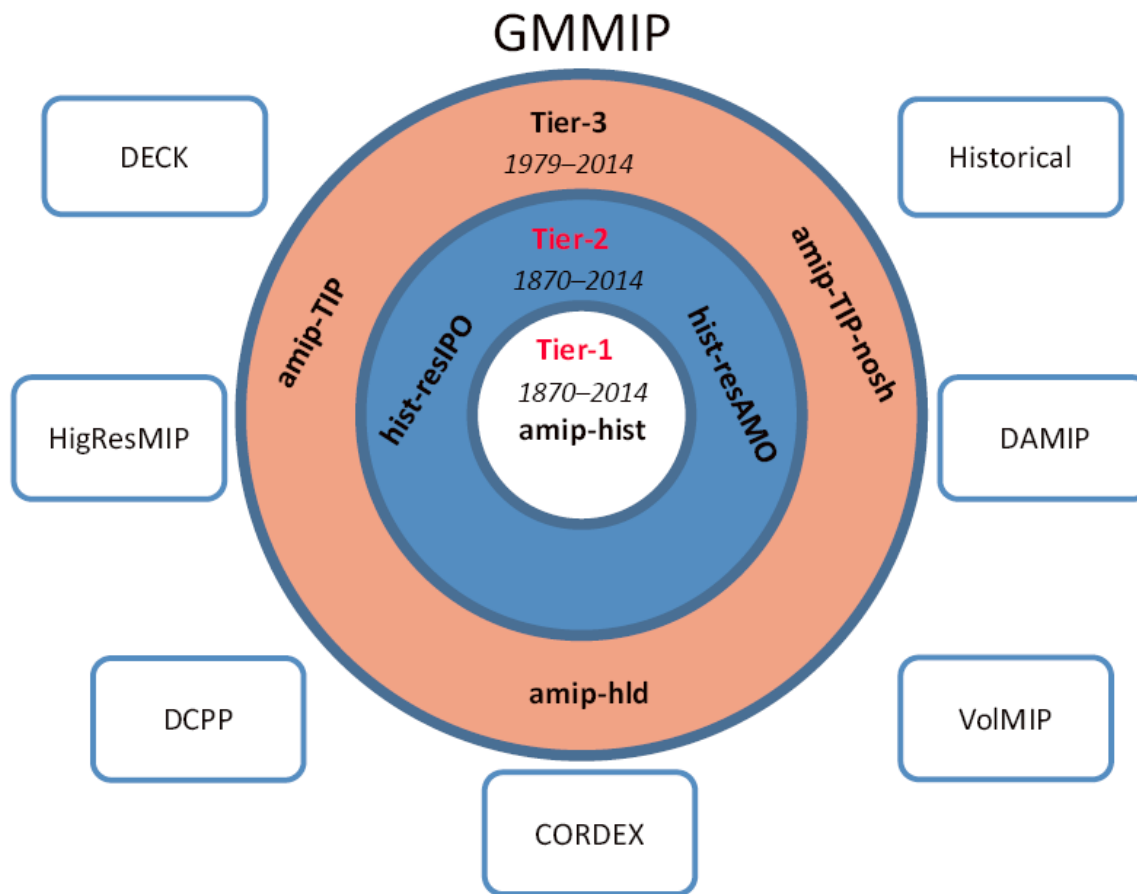 GMMIP
DECK
Historical
Tier-3
1979–2014
amip-TIP
amip-TIP-nosh
Tier-2
1870–2014
hist-resIPO
hist-resAMO
Tier-1
1870–2014
amip-hist
HigResMIP
DAMIP
amip-hld
DCPP
VolMIP
CORDEX